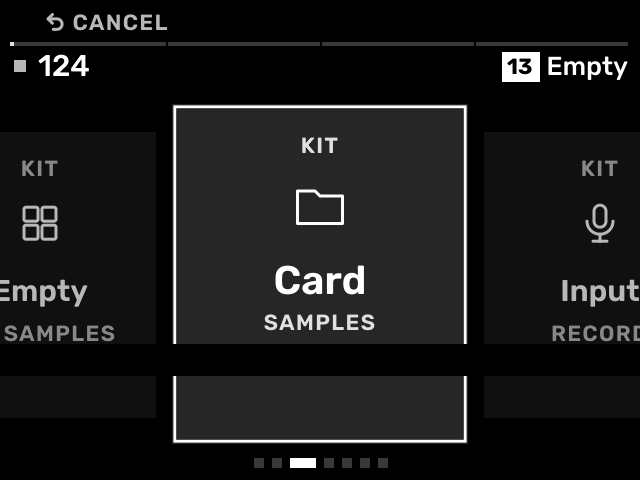 CANCEL
124
13 Empty
KIT
Empty
SAMPLES
KIT
Card
SAMPLES
KIT
Input
RECORD